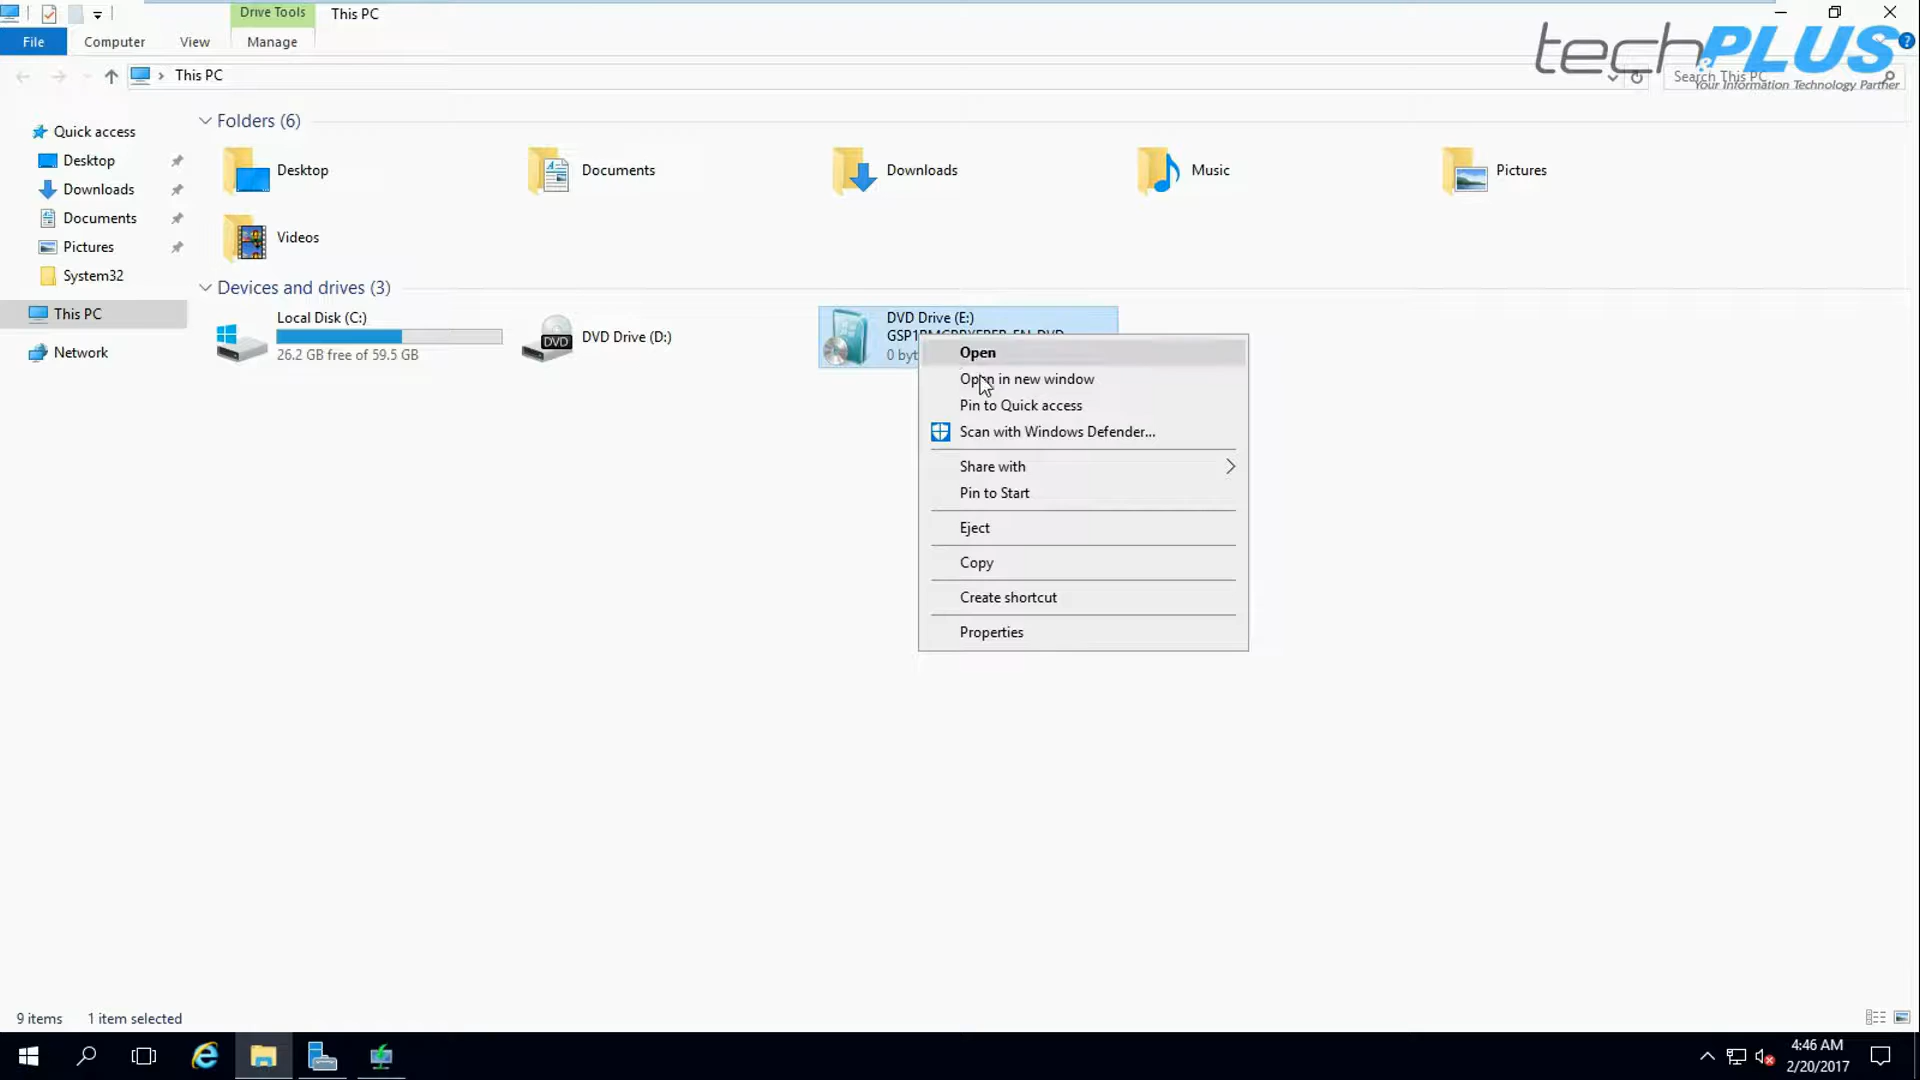 Drive Tools
This PC
File
Computer
View
Manage
tech&PLUS
Your Information Technology Partner
This PC
Search This PC
Quick access
Desktop
Downloads
Documents
Pictures
System32
This PC
Network
Folders (6)
Desktop
Documents
Downloads
Music
Pictures
Videos
Devices and drives (3)
Local Disk (C:)
26.2 GB free of 59.5 GB
DVD
DVD Drive (D:)
DVD Drive (E:)
0 byt
Open
Open in new window
Pin to Quick access
Scan with Windows Defender...
Share with
Pin to Start
Eject
Copy
Create shortcut
Properties
9 items
1 item selected
4:46 AM
2/20/2017